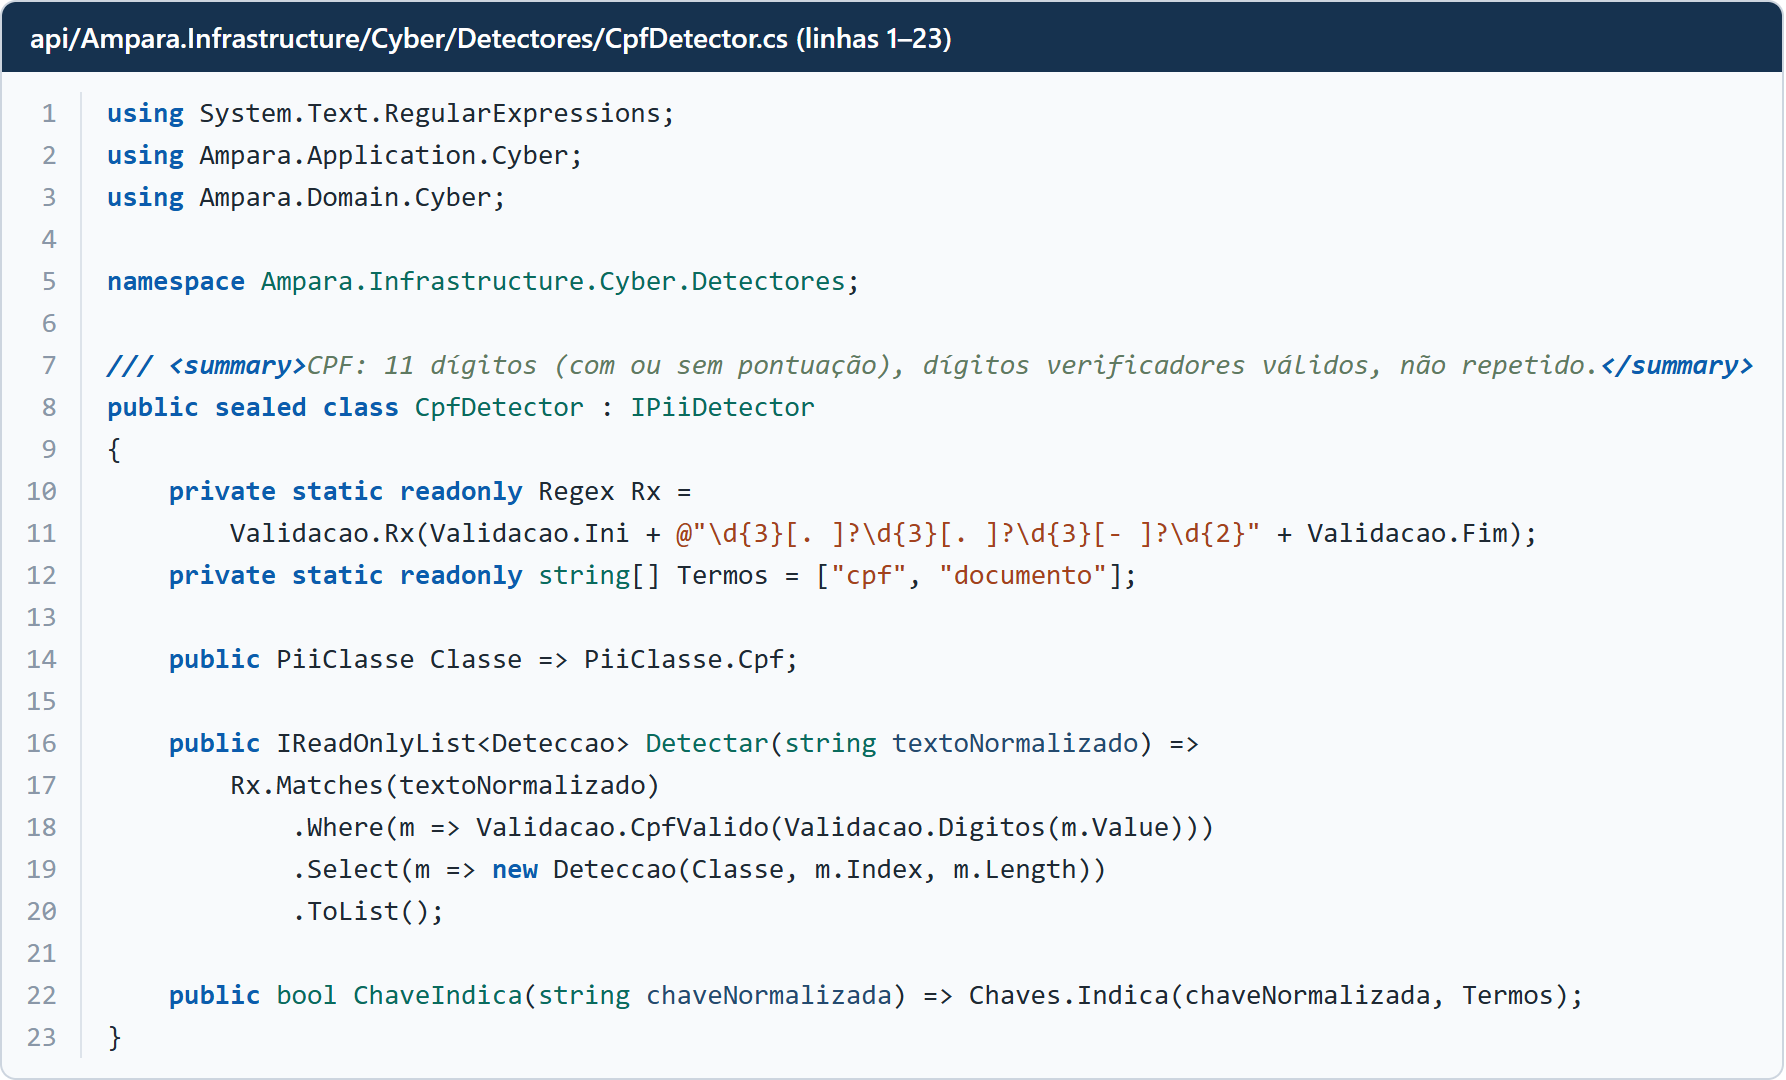 api/Ampara.Infrastructure/Cyber/Detectores/CpfDetector.cs (linhas 1–23)
1 using System.Text.RegularExpressions;
2 using Ampara.Application.Cyber;
3 using Ampara.Domain.Cyber;
4
5 namespace Ampara.Infrastructure.Cyber.Detectores;
6
7 /// <summary>CPF: 11 dígitos (com ou sem pontuação), dígitos verificadores válidos, não repetido.</summary>
8 public sealed class CpfDetector : IPiiDetector
9 {
10     private static readonly Regex Rx =
11         Validacao.Rx(Validacao.Ini + @"\d{3}[. ]?\d{3}[. ]?\d{3}[- ]?\d{2}" + Validacao.Fim);
12     private static readonly string[] Termos = ["cpf", "documento"];
13
14     public PiiClasse Classe => PiiClasse.Cpf;
15
16     public IReadOnlyList<Deteccao> Detectar(string textoNormalizado) =>
17         Rx.Matches(textoNormalizado)
18             .Where(m => Validacao.CpfValido(Validacao.Digitos(m.Value)))
19             .Select(m => new Deteccao(Classe, m.Index, m.Length))
20             .ToList();
21
22     public bool ChaveIndica(string chaveNormalizada) => Chaves.Indica(chaveNormalizada, Termos);
23 }